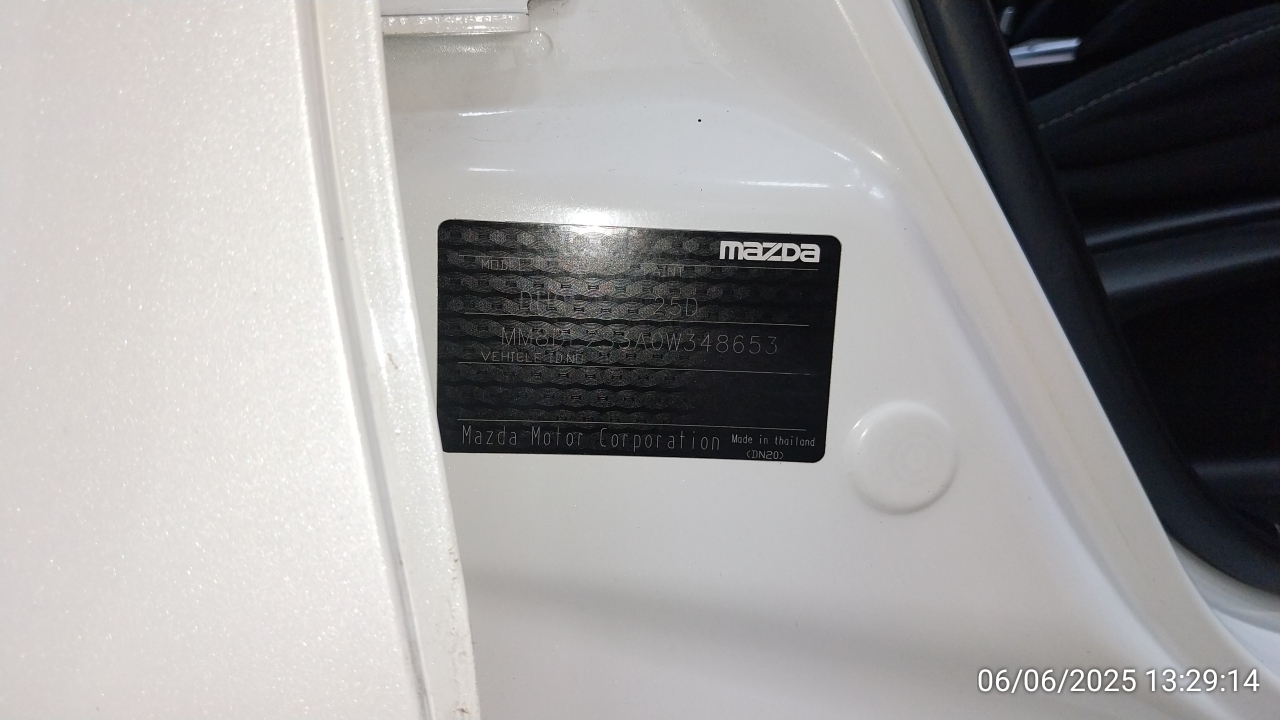 mazda
MODEL PAINT
25D
VEHICLE ID.NO
Mazda Motor Corporation Made in thailand
(DN20)
06/06/2025 13:29:14